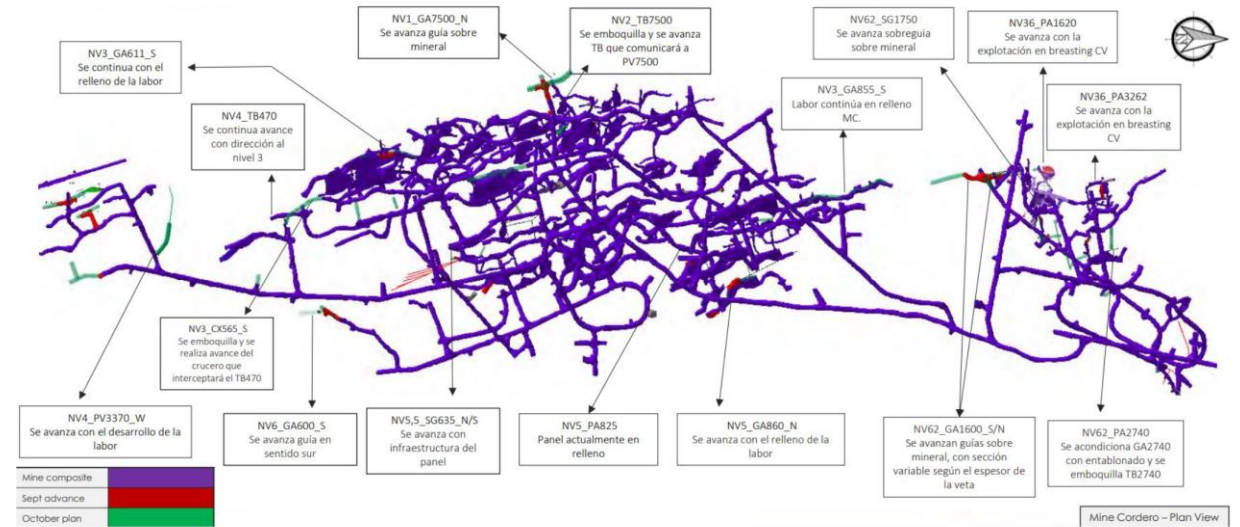 NV1_GA7500_N
Se avanza guía sobre
mineral
NV2_TB7500
Se emboquilla y se avanza
TB que comunicará a
PV7500
NV62_SG1750
Se avanza sobreguía
sobre mineral
NV36_PA1620
Se avanza con la
explotación en breasting CV
NV3_GA611_S
Se continua con el
relleno de la labor
NV3_GA855_S
Labor continúa en relleno
MC.
NV36_PA3262
Se avanza con la
explotación en breasting
CV
NV4_TB470
Se continua avance
con dirección al
nivel 3
NV3_CX565_S
Se emboquilla y se
realiza avance del
crucero que
interceptará el TB470
NV4_PV3370_W
Se avanza con el desarrollo de la
labor
NV6_GA600_S
Se avanza guía en
sentido sur
NV5,5_SG635_N/S
Se avanza con
infraestructura del
panel
NV5_PA825
Panel actualmente en
relleno
NV5_GA860_N
Se avanza con el relleno de la
labor
NV62_GA1600_S/N
Se avanzan guías sobre
mineral, con sección
variable según el espesor de
la veta
NV62_PA2740
Se acondiciona GA2740
con entablonado y se
emboquilla TB2740
Mine composite
Sept advance
October plan
Mine Cordero – Plan View